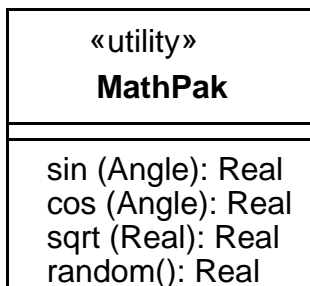 «utility»
MathPak
sin (Angle): Real
cos (Angle): Real
sqrt (Real): Real
random(): Real